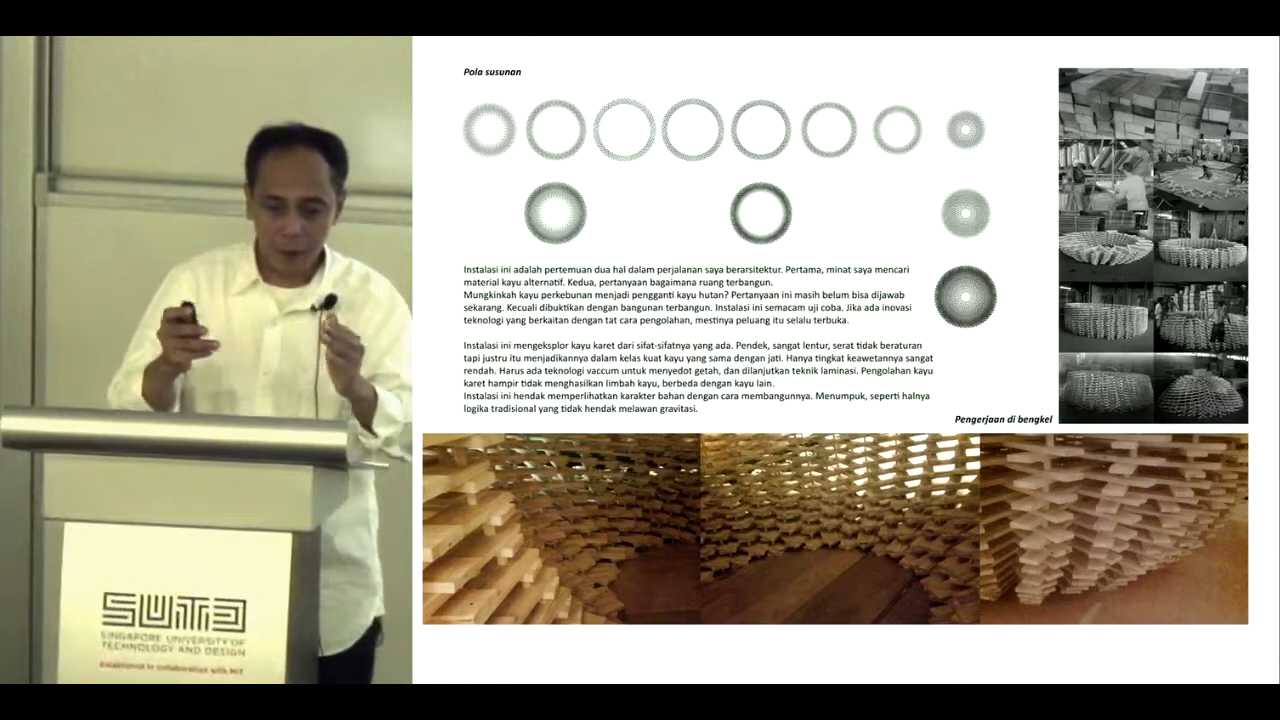 Pola susunan
Instalasi ini adalah pertemuan dua hal dalam perjalanan saya berarsitektur. Pertama, minat saya mencari
material kayu alternatif. Kedua, pertanyaan bagaimana ruang terbangun.
Mungkinkah kayu perkebunan menjadi pengganti kayu hutan? Pertanyaan ini masih belum bisa dijawab
sekarang. Kecuali dibuktikan dengan bangunan terbangun. Instalasi ini semacam uji coba. Jika ada inovasi
teknologi yang berkaitan dengan tat cara pengolahan, mestinya peluang itu selalu terbuka.
Instalasi ini mengeksplor kayu karet dari sifat-sifatnya yang ada. Pendek, sangat lentur, serat tidak beraturan
tapi justru itu menjadikannya dalam kelas kuat kayu yang sama dengan jati. Hanya tingkat keawetannya sangat
rendah. Harus ada teknologi vaccum untuk menyedot getah, dan dilanjutkan teknik laminasi. Pengolahan kayu
karet hampir tidak menghasilkan limbah kayu, berbeda dengan kayu lain.
Instalasi ini hendak memperlihatkan karakter bahan dengan cara membangunnya. Menumpuk, seperti halnya
logika tradisional yang tidak hendak melawan gravitasi.
Pengerjaan di bengkel
SUTD
SINGAPORE UNIVERSITY OF
TECHNOLOGY AND DESIGN
Established in collaboration with MIT